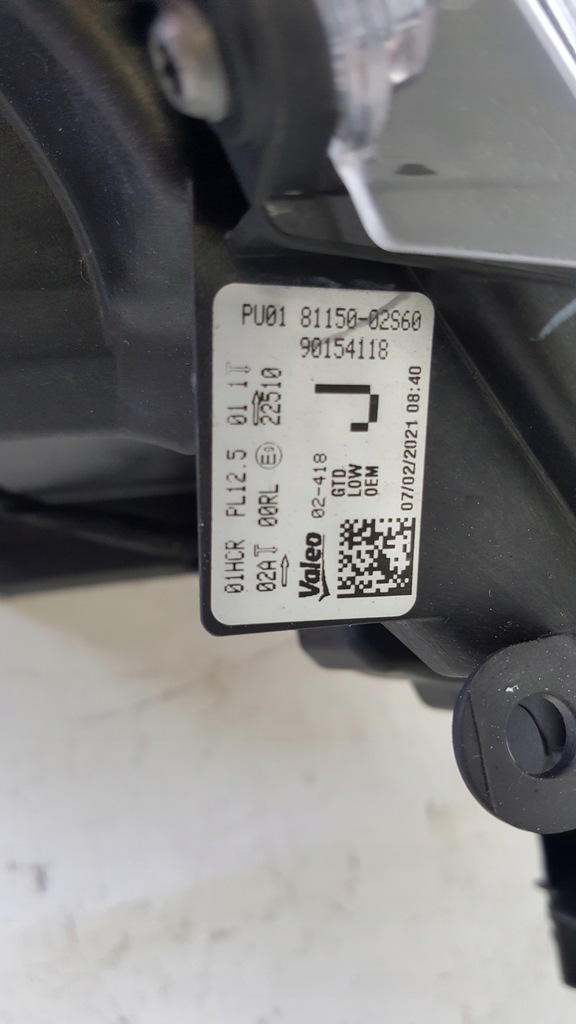 PU01 81150-02S60
90154118
01HCR PL12.5 01 1
02A 00RL E9 22510
Valeo
02-418
GTD
LOW
OEM
J
07/02/2021 08:40